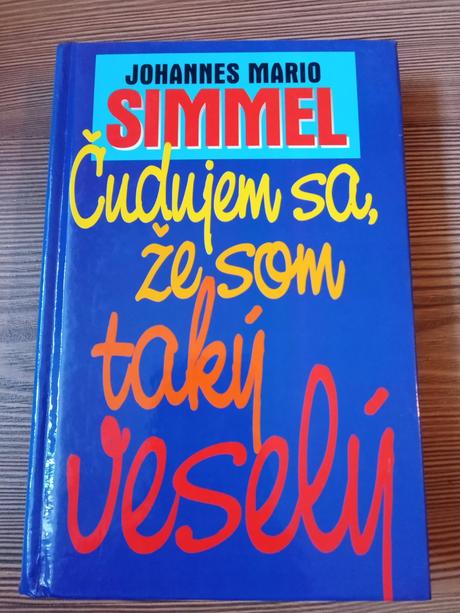 JOHANNES MARIO
SIMMEL
Čudujem sa,
že som
taký
veselý